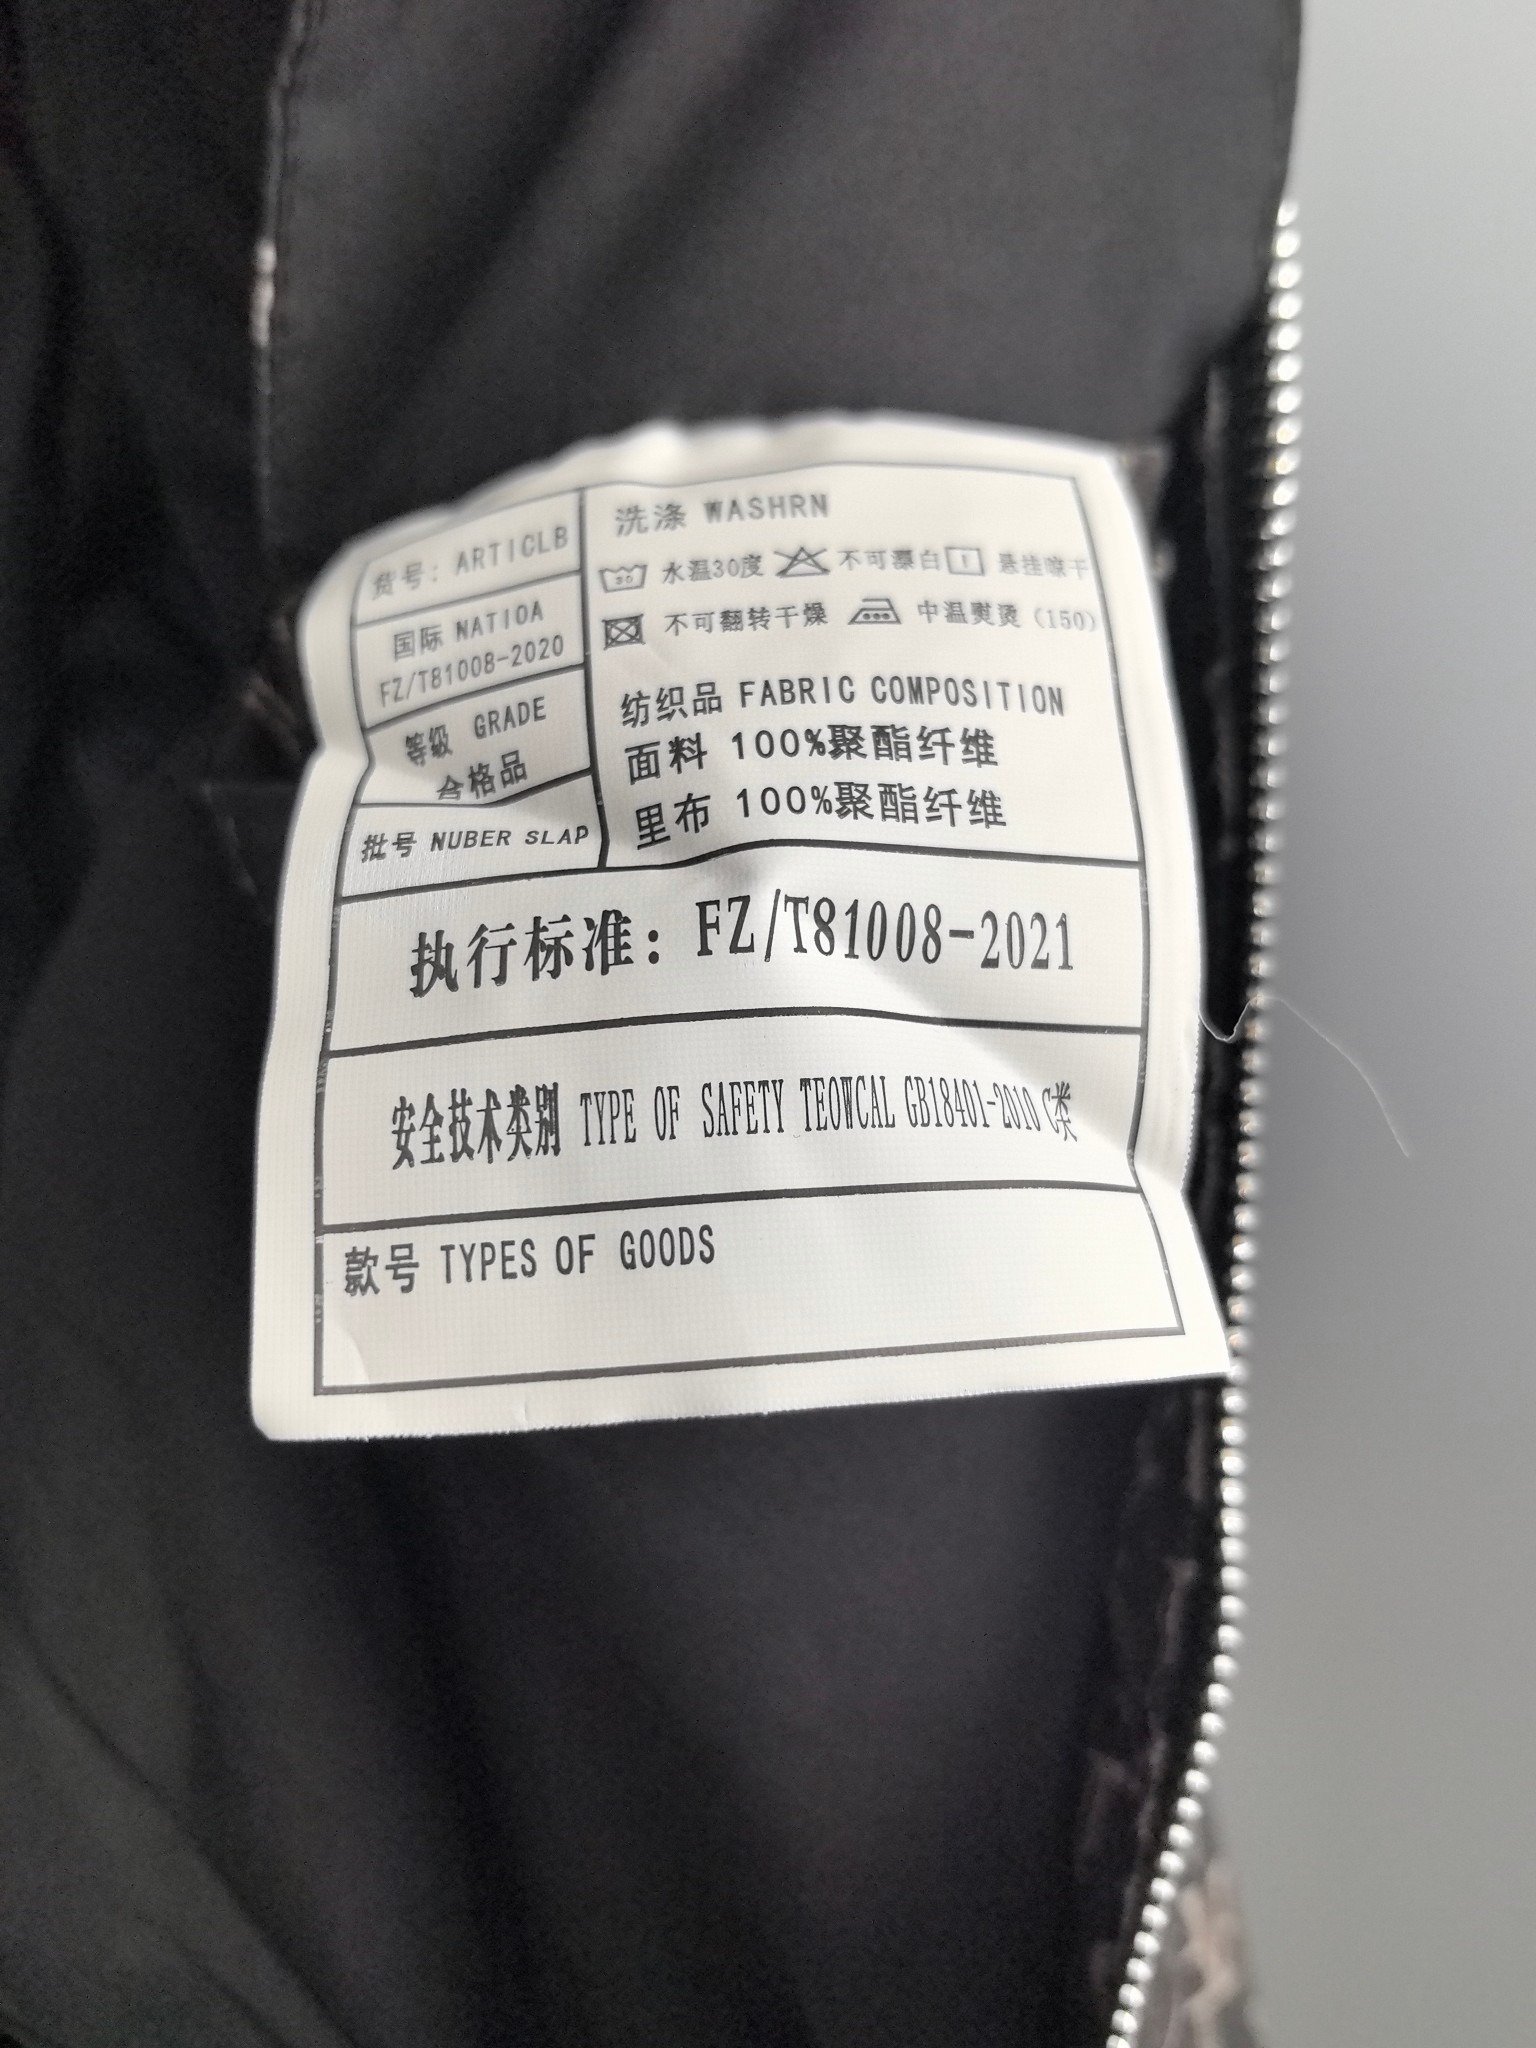 货号: ARTICLB
国际 NATIOA
FZ/T81008-2020
等级 GRADE
合格品
批号 NUBER SLAP
洗涤 WASHRN
30 水温30度 不可漂白 悬挂晾干
不可翻转干燥 中温熨烫 (150)
纺织品 FABRIC COMPOSITION
面料 100%聚酯纤维
里布 100%聚酯纤维
执行标准: FZ/T81008-2021
安全技术类别 TYPE OF SAFETY TEOWCAL GB18401-2010 C类
款号 TYPES OF GOODS